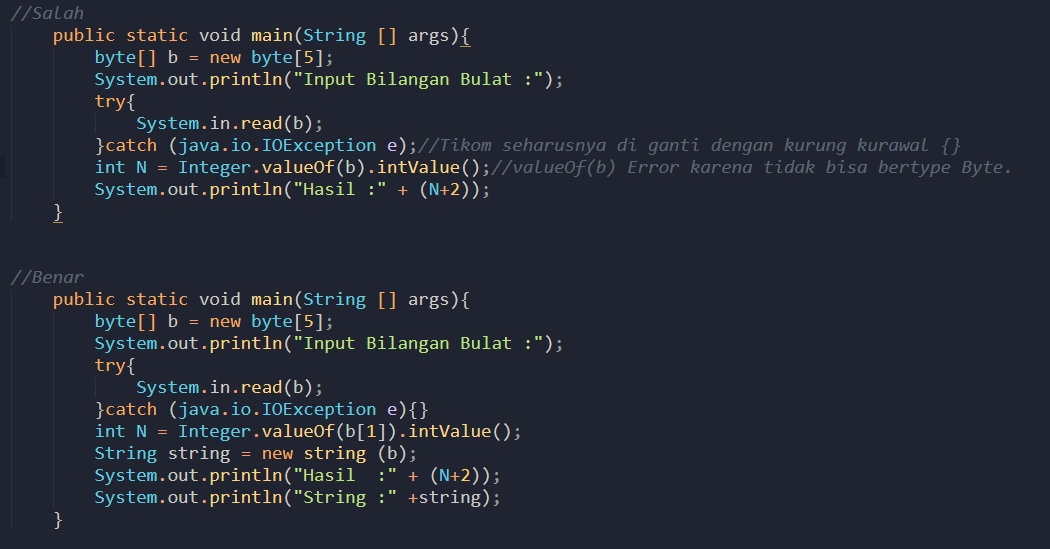 //Salah
public static void main(String [] args){
byte[] b = new byte[5];
System.out.println("Input Bilangan Bulat :");
try{
System.in.read(b);
}catch (java.io.IOException e);//Tikom seharusnya di ganti dengan kurung kurawal {}
int N = Integer.valueOf(b).intValue();//valueOf(b) Error karena tidak bisa bertype Byte.
System.out.println("Hasil :" + (N+2));
}
//Benar
public static void main(String [] args){
byte[] b = new byte[5];
System.out.println("Input Bilangan Bulat :");
try{
System.in.read(b);
}catch (java.io.IOException e){}
int N = Integer.valueOf(b[1]).intValue();
String string = new string (b);
System.out.println("Hasil  :" + (N+2));
System.out.println("String :" +string);
}